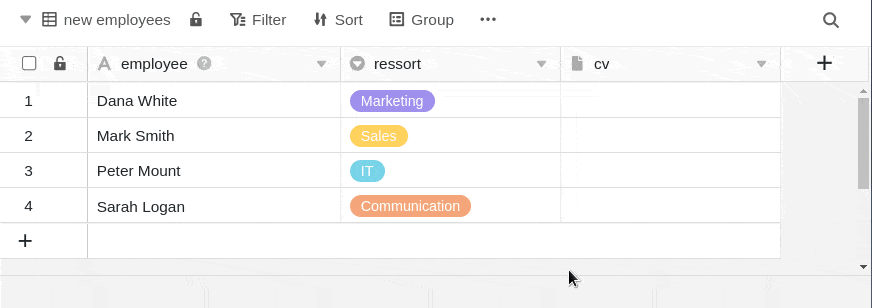 new employees Filter Sort Group
employee ressort cv
1 Dana White Marketing
2 Mark Smith Sales
3 Peter Mount IT
4 Sarah Logan Communication